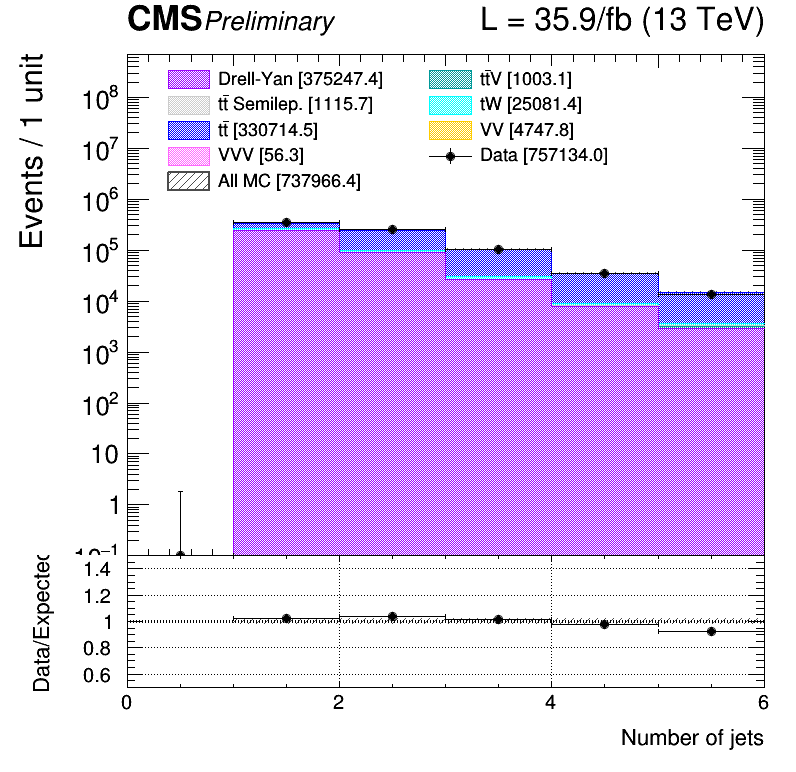 CMS Preliminary L = 35.9/fb (13 TeV)
Events / 1 unit
Drell-Yan [375247.4]
tt̄ Semilep. [1115.7]
tt̄ [330714.5]
VVV [56.3]
All MC [737966.4]
tt̄V [1003.1]
tW [25081.4]
VV [4747.8]
Data [757134.0]
10⁸
10⁷
10⁶
10⁵
10⁴
10³
10²
10
1
10⁻¹
Data/Expected
1.4
1.2
1
0.8
0.6
0 2 4 6
Number of jets